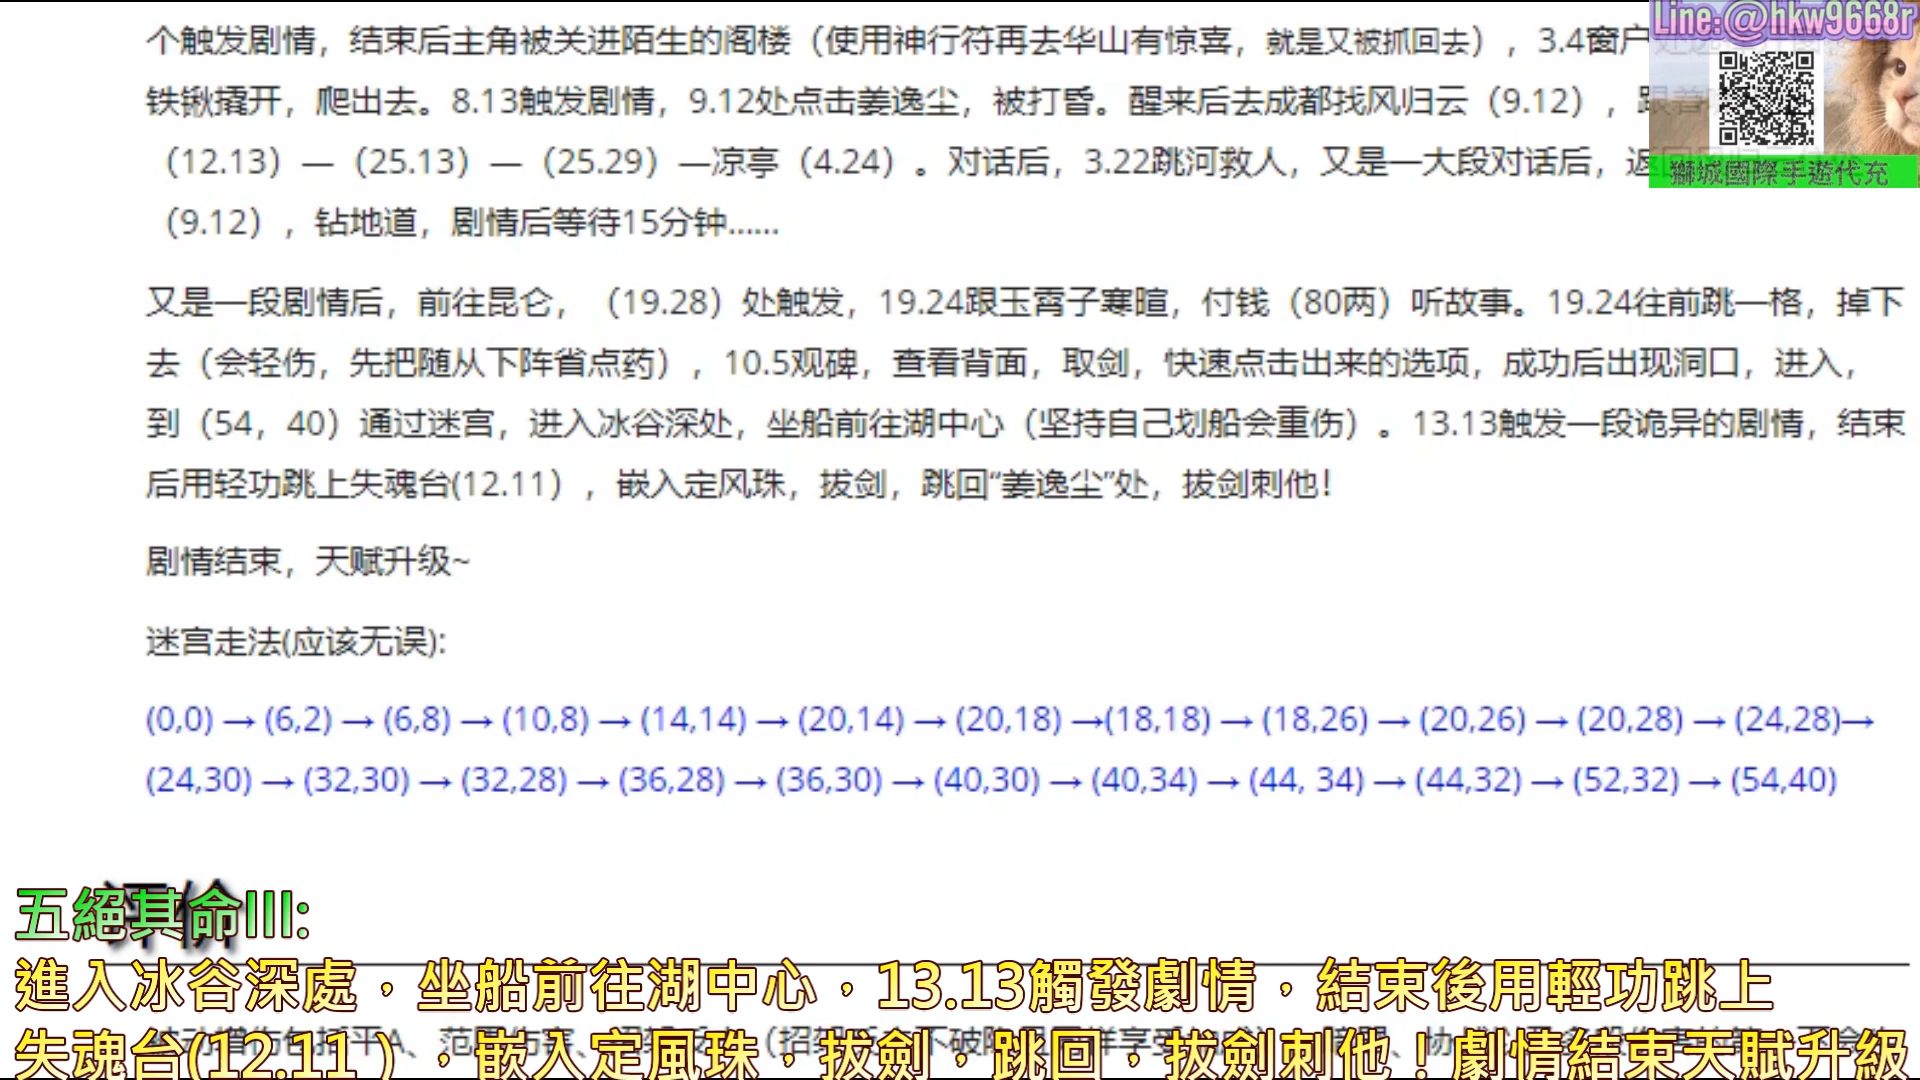 个触发剧情，结束后主角被关进陌生的阁楼（使用神行符再去华山有惊喜，就是又被抓回去），3.4窗户
Line:@hkw9668r
铁锹撬开，爬出去。8.13触发剧情，9.12处点击姜逸尘，被打昏。醒来后去成都找风归云（9.12），跟着
（12.13）—（25.13）—（25.29）—凉亭（4.24）。对话后，3.22跳河救人，又是一大段对话后，返回
獅城國際手遊代充
（9.12），钻地道，剧情后等待15分钟......
又是一段剧情后，前往昆仑，（19.28）处触发，19.24跟玉霄子寒暄，付钱（80两）听故事。19.24往前跳一格，掉下
去（会轻伤，先把随从下阵省点药），10.5观碑，查看背面，取剑，快速点击出来的选项，成功后出现洞口，进入，
到（54，40）通过迷宫，进入冰谷深处，坐船前往湖中心（坚持自己划船会重伤）。13.13触发一段诡异的剧情，结束
后用轻功跳上失魂台(12.11），嵌入定风珠，拔剑，跳回“姜逸尘”处，拔剑刺他！
剧情结束，天赋升级~
迷宫走法(应该无误):
(0,0) → (6,2) → (6,8) → (10,8) → (14,14) → (20,14) → (20,18) →(18,18) → (18,26) → (20,26) → (20,28) → (24,28)→
(24,30) → (32,30) → (32,28) → (36,28) → (36,30) → (40,30) → (40,34) → (44, 34) → (44,32) → (52,32) → (54,40)
评价
五絕其命III:
進入冰谷深處，坐船前往湖中心，13.13觸發劇情，結束後用輕功跳上
失魂台(12.11），嵌入定風珠，拔劍，跳回，拔劍刺他！劇情結束天賦升級